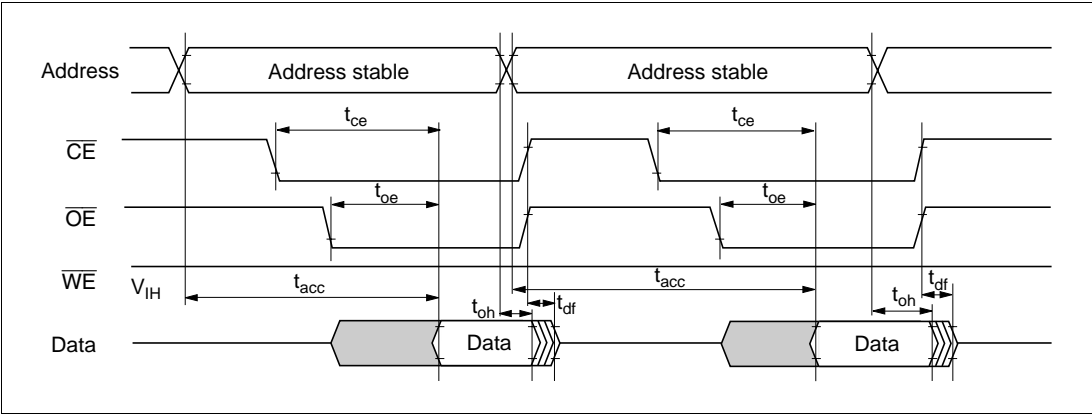 Address
Address stable
Address stable
tce
tce
CE
toe
toe
OE
WE
VIH
tacc
tacc
toh
tdf
toh
tdf
Data
Data
Data